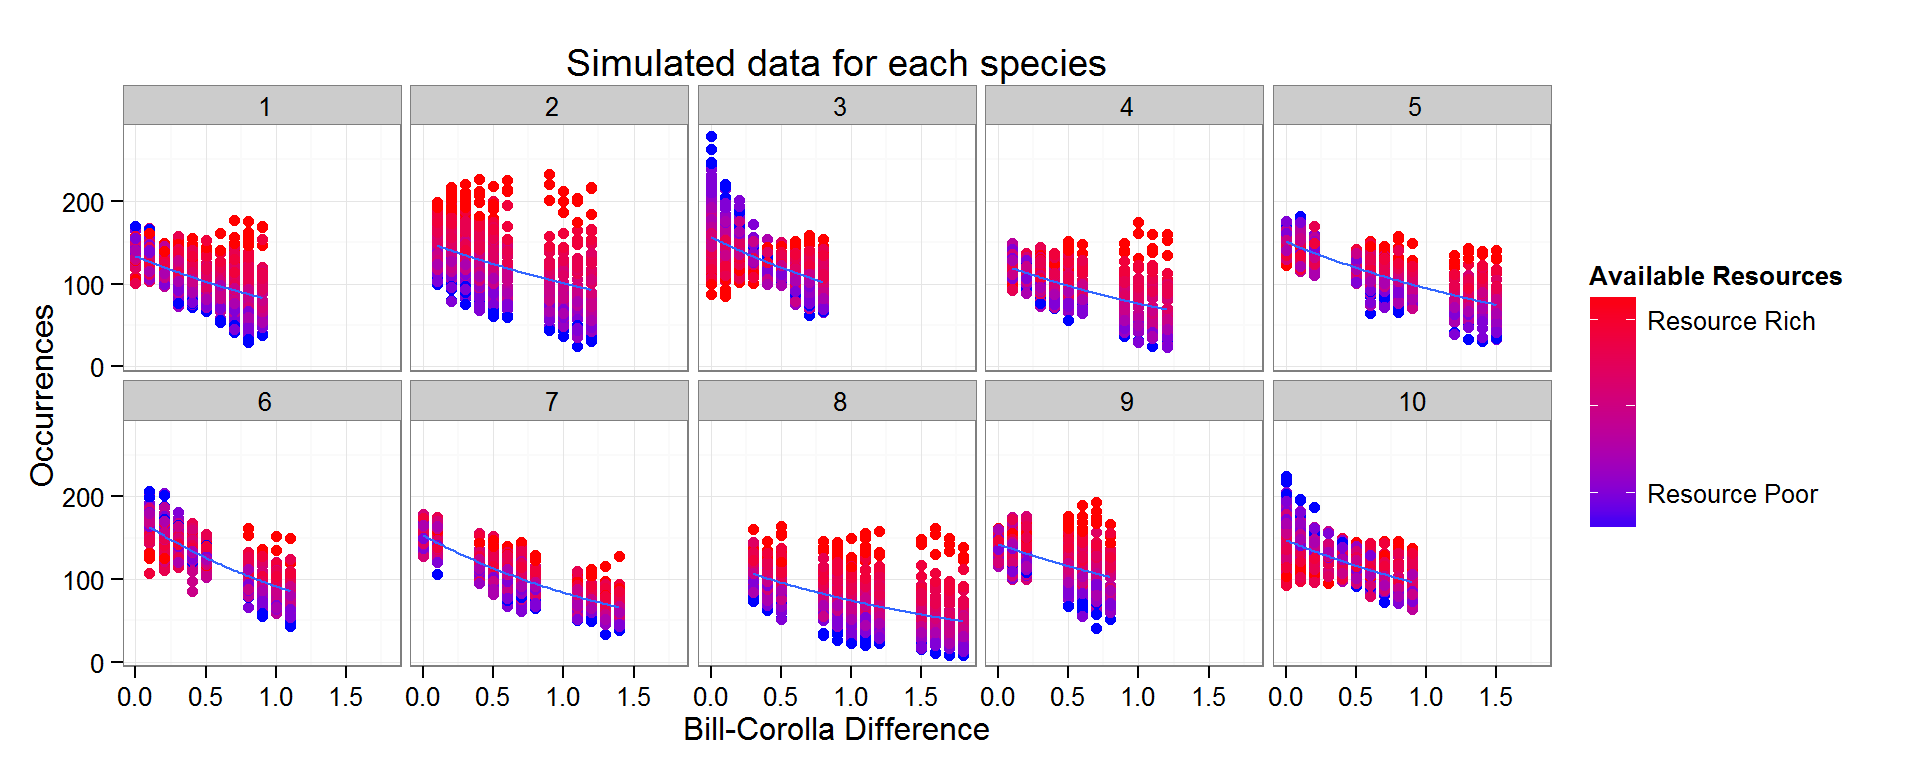 Simulated data for each species
1 2 3 4 5
200
100
0
6 7 8 9 10
200
100
0
0.0 0.5 1.0 1.5 0.0 0.5 1.0 1.5 0.0 0.5 1.0 1.5 0.0 0.5 1.0 1.5 0.0 0.5 1.0 1.5
Occurrences
Bill-Corolla Difference
Available Resources
Resource Rich
Resource Poor